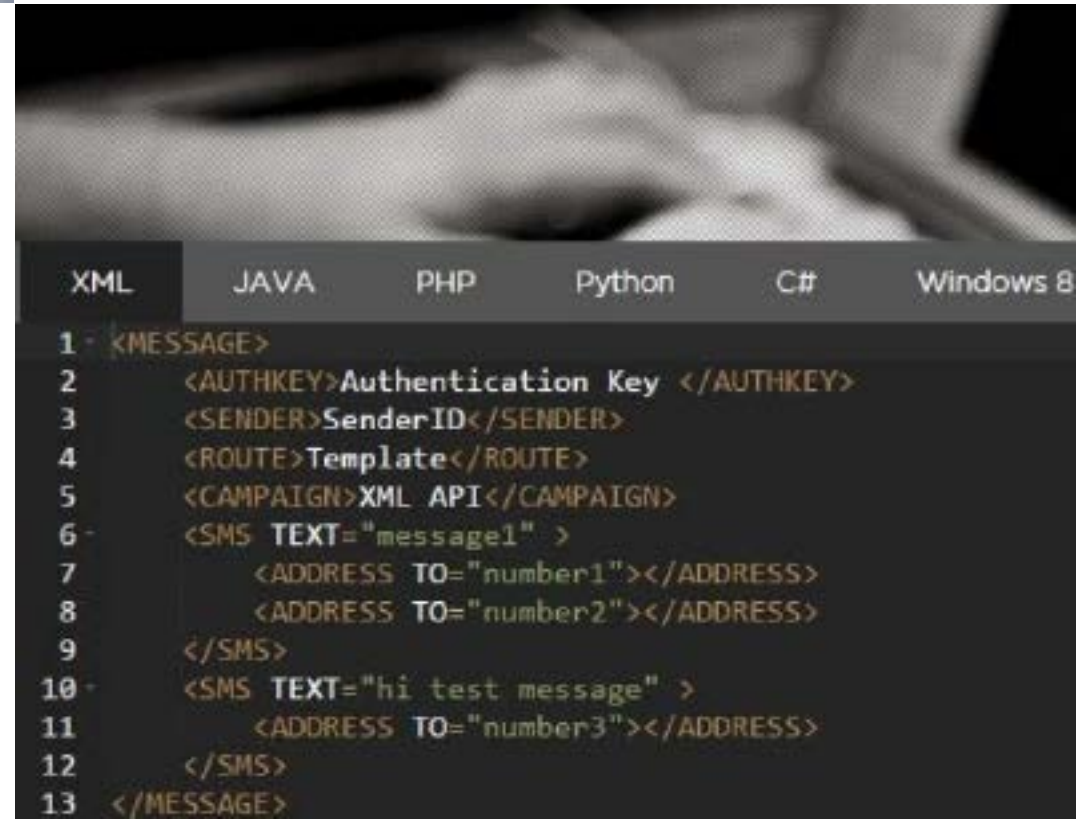 XML JAVA PHP Python C# Windows 8
1 <MESSAGE>
2 <AUTHKEY>Authentication Key </AUTHKEY>
3 <SENDER>SenderID</SENDER>
4 <ROUTE>Template</ROUTE>
5 <CAMPAIGN>XML API</CAMPAIGN>
6 <SMS TEXT="message1" >
7 <ADDRESS TO="number1"></ADDRESS>
8 <ADDRESS TO="number2"></ADDRESS>
9 </SMS>
10 <SMS TEXT="hi test message" >
11 <ADDRESS TO="number3"></ADDRESS>
12 </SMS>
13 </MESSAGE>